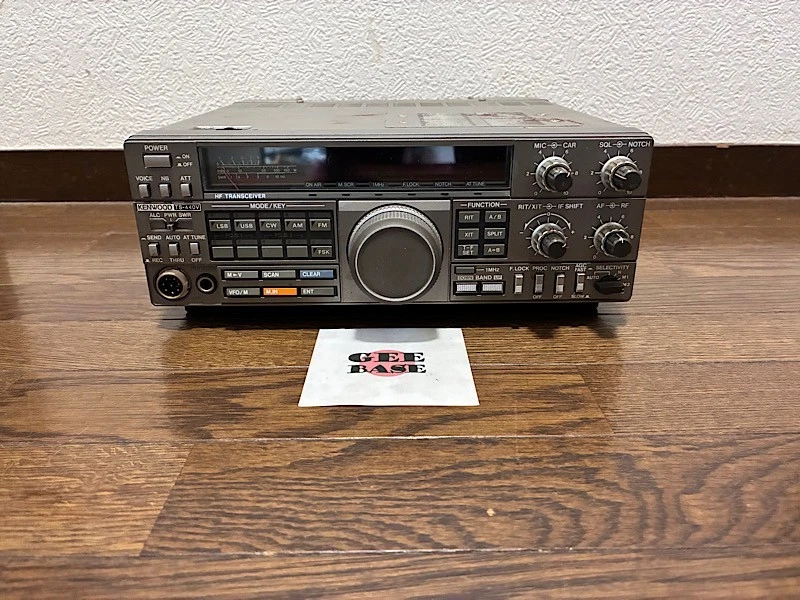 POWER
ON
OFF
VOICE NB ATT
HF TRANSCEIVER
ON AIR M.SCR 1MHz F.LOCK NOTCH AT TUNE
MIC CAR
SQL NOTCH
KENWOOD TS-440V
ALC PWR SWR
SEND AUTO AT TUNE
REC THRU OFF
MODE/KEY
LSB USB CW AM FM
FSK
M►V SCAN CLEAR
VFO/M M.IN ENT
FUNCTION
RIT A/B
XIT SPLIT
T-F SET A=B
1MHz
DOWN BAND UP
RIT/XIT IF SHIFT
AF RF
F.LOCK PROC NOTCH
OFF OFF
AGC
FAST
SLOW
SELECTIVITY
GEE
BASE